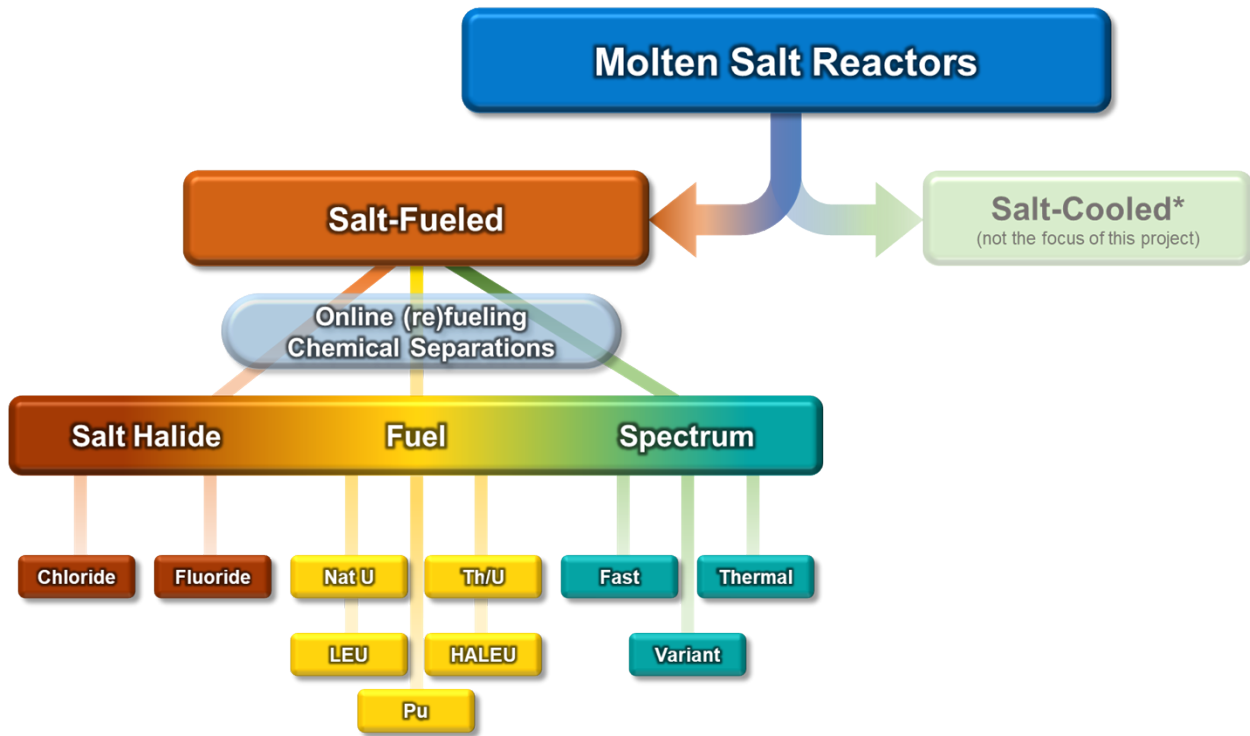 Molten Salt Reactors
Salt-Fueled
Salt-Cooled*
(not the focus of this project)
Online (re)fueling
Chemical Separations
Salt Halide
Fuel
Spectrum
Chloride
Fluoride
Nat U
Th/U
Fast
Thermal
LEU
HALEU
Variant
Pu